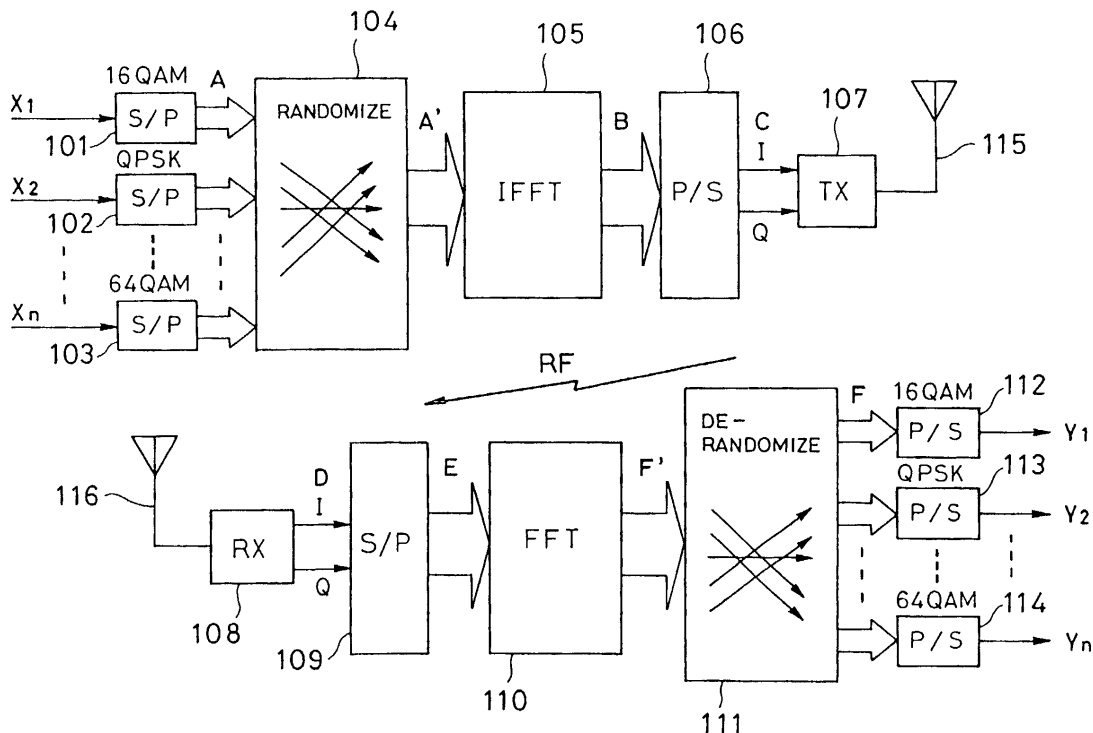 104
105
106
16QAM
A
X1
S/P
101
RANDOMIZE
A'
IFFT
B
P/S
C
I
Q
107
TX
115
QPSK
X2
S/P
102
64QAM
Xn
S/P
103
RF
116
RX
108
D
I
Q
S/P
109
E
FFT
110
F'
DE-
RANDOMIZE
111
F
16QAM
112
P/S
Y1
QPSK
113
P/S
Y2
64QAM
114
P/S
Yn